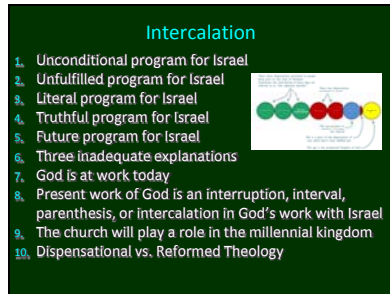 Intercalation
1. Unconditional program for Israel
2. Unfulfilled program for Israel
3. Literal program for Israel
4. Truthful program for Israel
5. Future program for Israel
6. Three inadequate explanations
7. God is at work today
8. Present work of God is an interruption, interval,
parenthesis, or intercalation in God's work with Israel
9. The church will play a role in the millennial kingdom
10. Dispensational vs. Reformed Theology